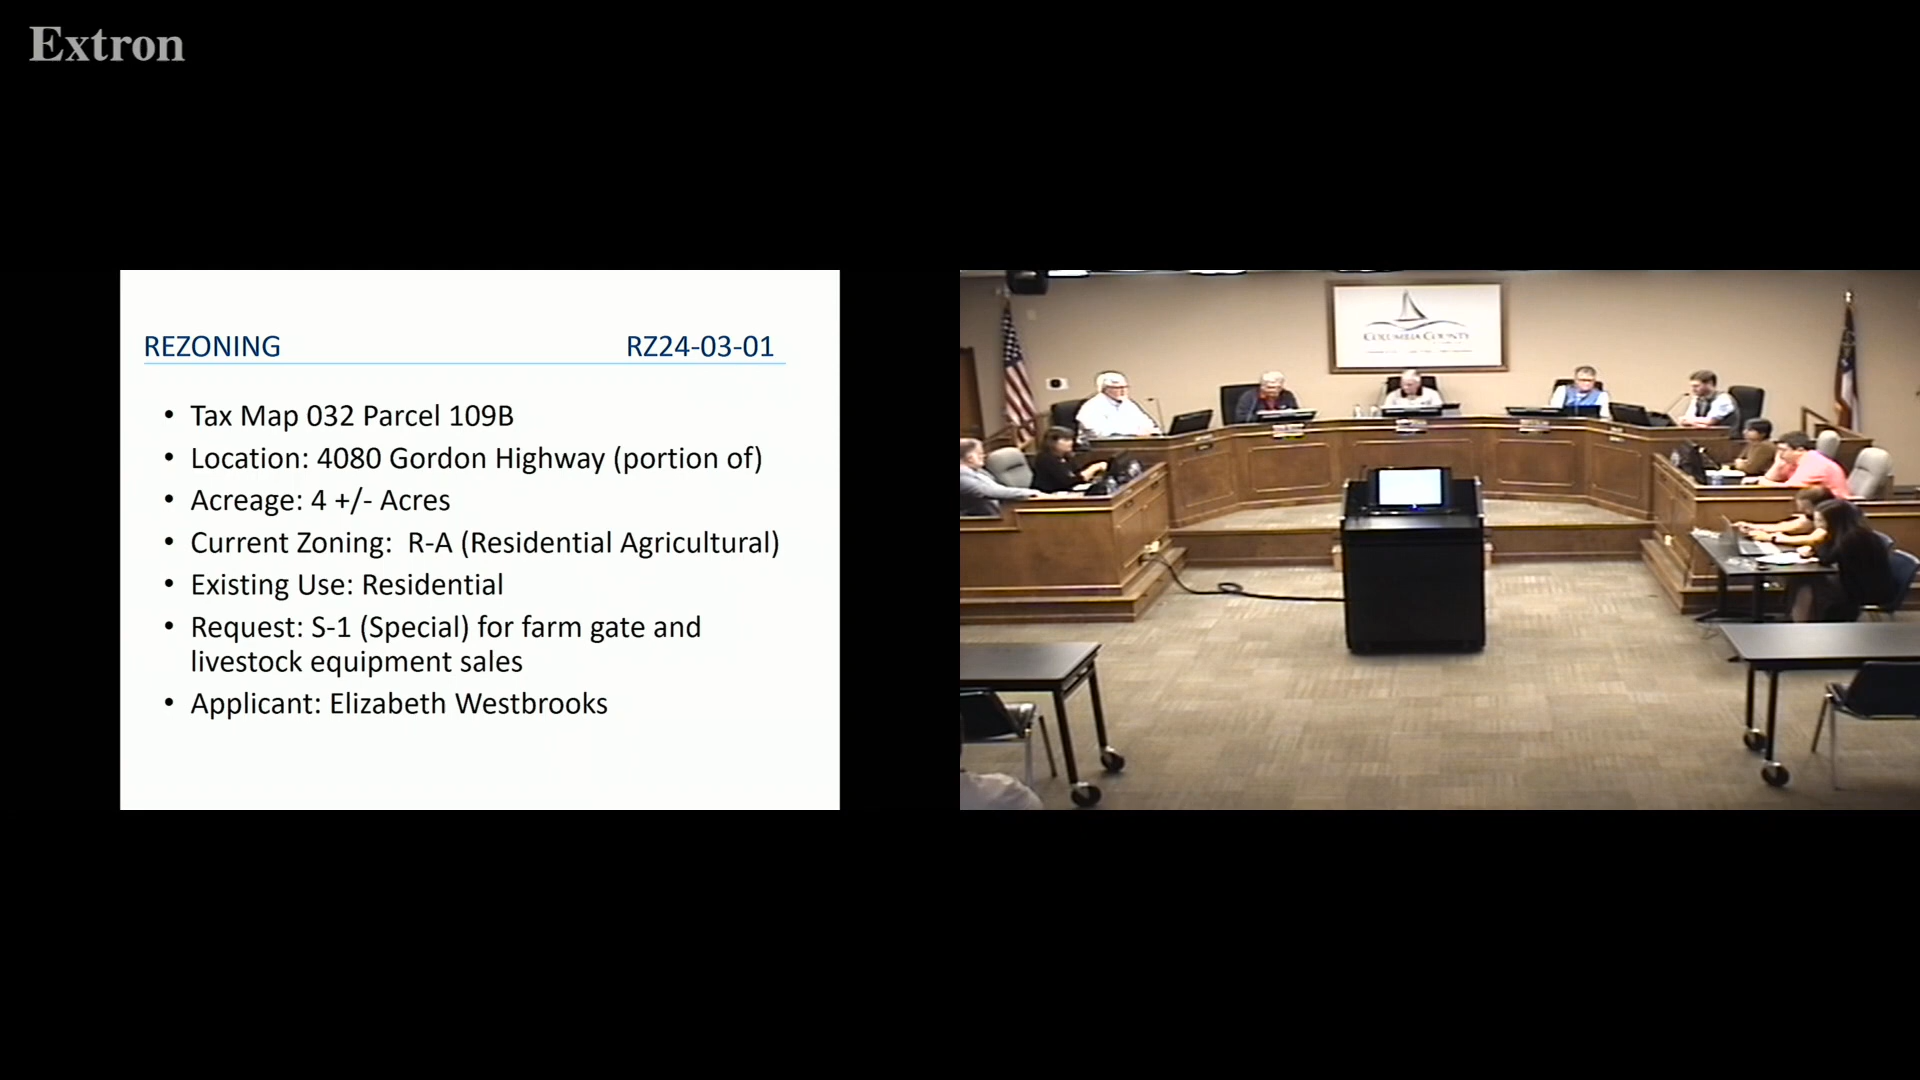 Extron
REZONING RZ24-03-01
• Tax Map 032 Parcel 109B
• Location: 4080 Gordon Highway (portion of)
• Acreage: 4 +/- Acres
• Current Zoning: R-A (Residential Agricultural)
• Existing Use: Residential
• Request: S-1 (Special) for farm gate and
livestock equipment sales
• Applicant: Elizabeth Westbrooks
COLUMBIA COUNTY